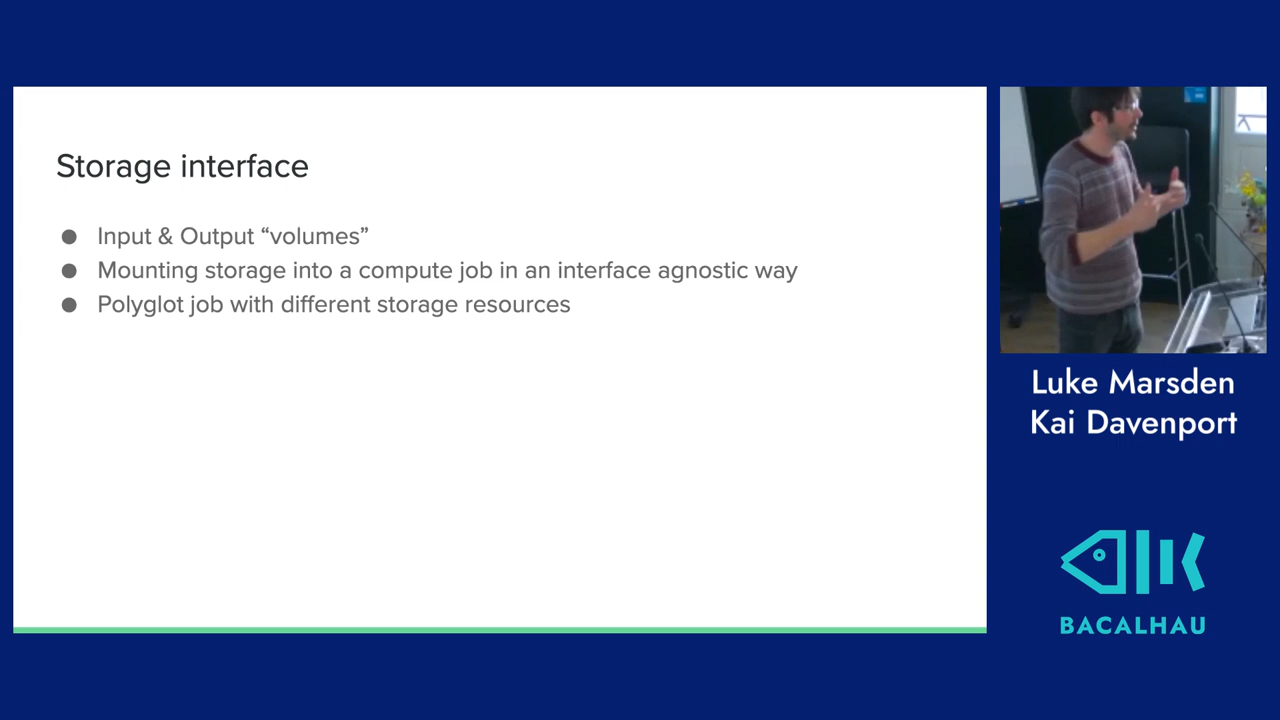 Storage interface
● Input & Output “volumes”
● Mounting storage into a compute job in an interface agnostic way
● Polyglot job with different storage resources
Luke Marsden
Kai Davenport
BACALHAU